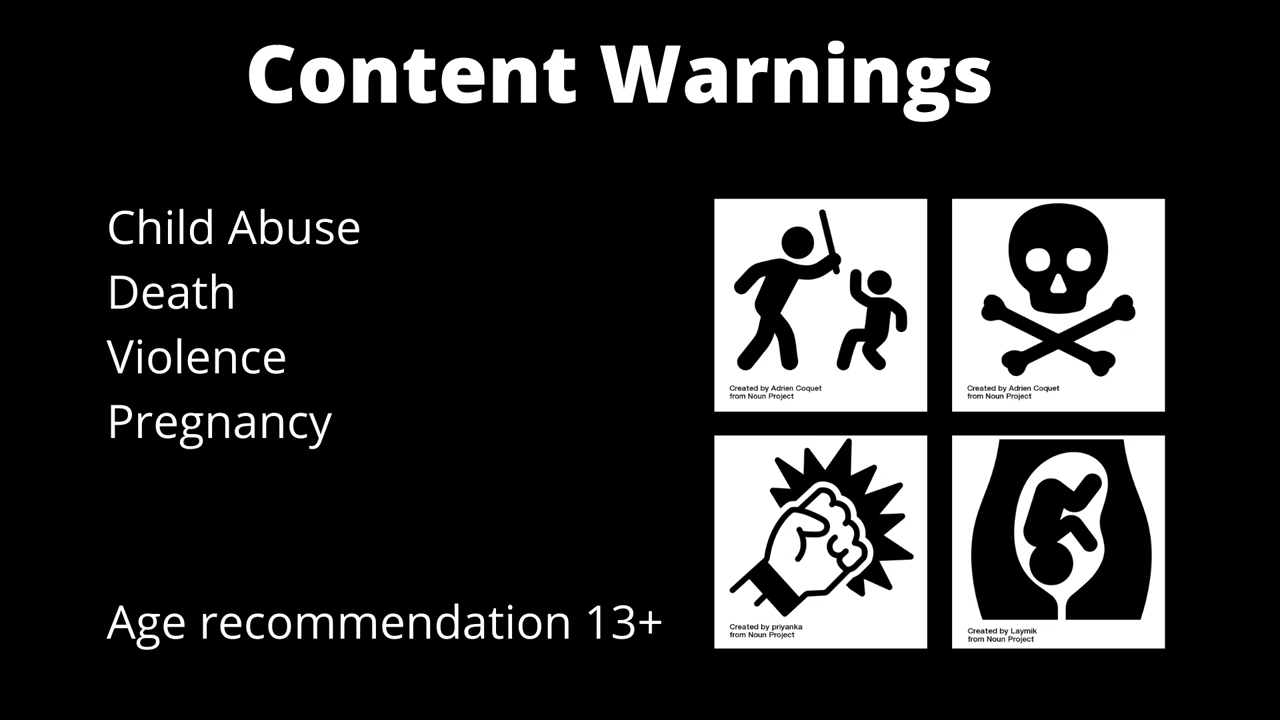 Content Warnings
Child Abuse
Death
Violence
Pregnancy
Age recommendation 13+
Created by Adrien Coquet
from Noun Project
Created by Adrien Coquet
from Noun Project
Created by priyanka
from Noun Project
Created by Laymik
from Noun Project